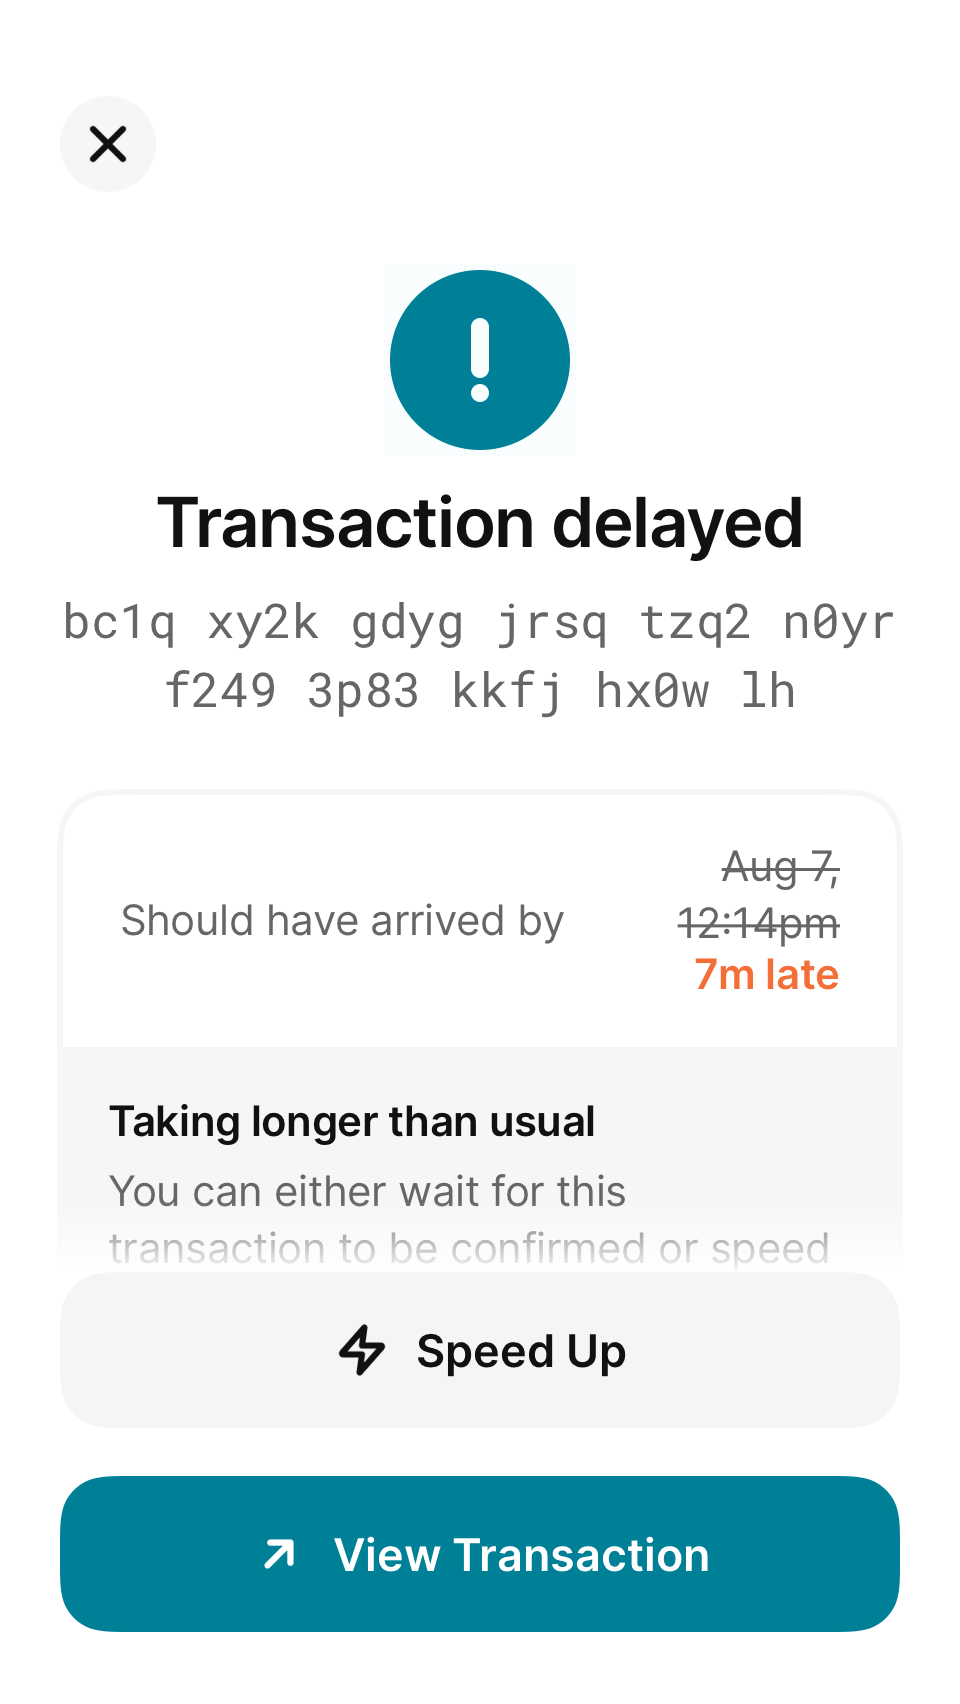 Transaction delayed
bc1q xy2k gdyg jrsq tzq2 n0yr
f249 3p83 kkfj hx0w lh
Should have arrived by
Aug 7,
12:14pm
7m late
Taking longer than usual
You can either wait for this
transaction to be confirmed or speed
Speed Up
View Transaction